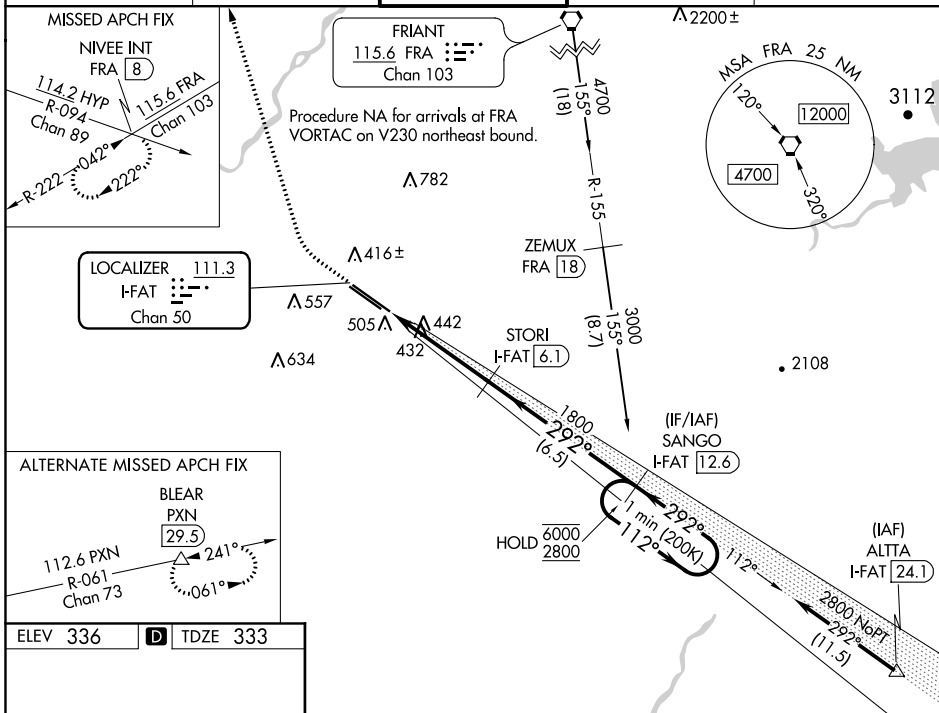 MISSED APCH FIX
NIVEE INT
FRA 8
114.2 HYP
R-094
Chan 89
115.6 FRA
Chan 103
R-222
042°
222°
FRIANT
115.6 FRA
Chan 103
Procedure NA for arrivals at FRA
VORTAC on V230 northeast bound.
2200±
4700
155°
(18)
R-155
MSA FRA 25 NM
120°
12000
4700
320°
3112
782
ZEMUX
FRA 18
3000
155°
(8.7)
LOCALIZER 111.3
I-FAT
Chan 50
416±
557
505
442
432
634
STORI
I-FAT 6.1
2108
1800
292°
(6.5)
(IF/IAF)
SANGO
I-FAT 12.6
HOLD 6000
2800
1 min (200K)
292°
112°
112°
(IAF)
ALTTA
I-FAT 24.1
2800 NoPT
292°
(11.5)
ALTERNATE MISSED APCH FIX
BLEAR
PXN
29.5
112.6 PXN
R-061
Chan 73
241°
061°
ELEV 336 D TDZE 333